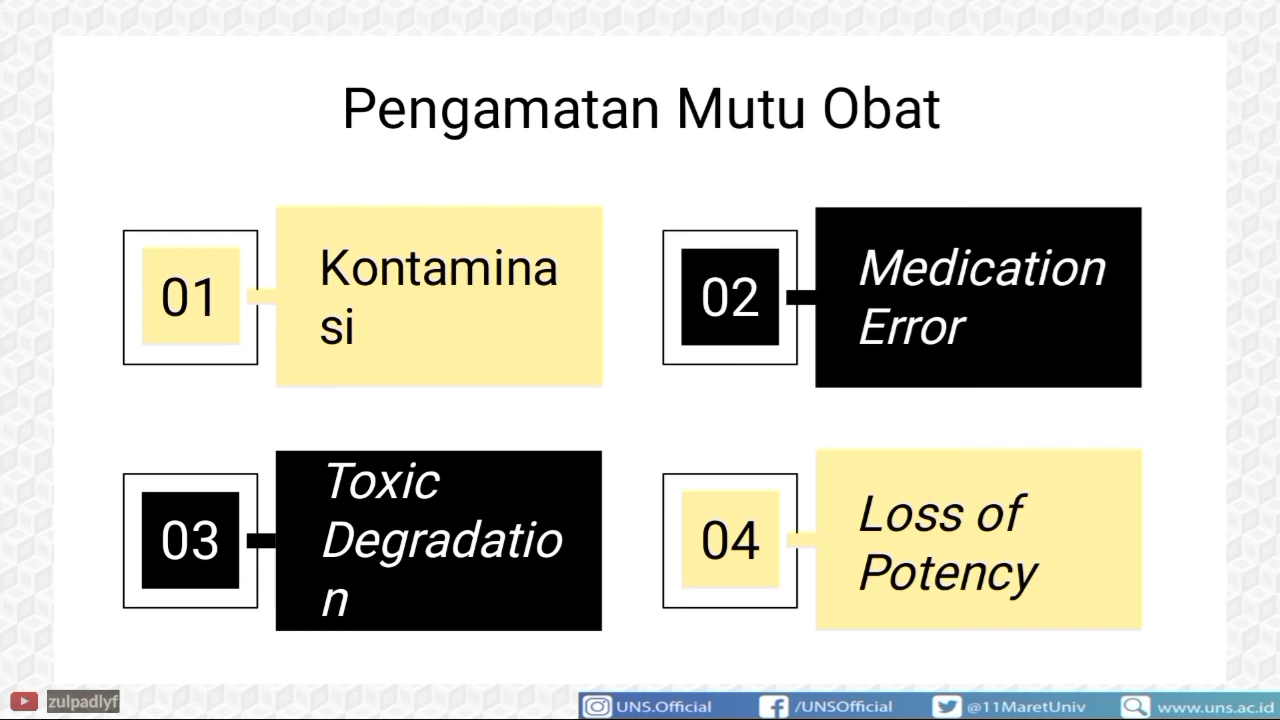 Pengamatan Mutu Obat
01
Kontamina
si
02
Medication
Error
03
Toxic
Degradatio
n
04
Loss of
Potency
zulpadlyf
UNS.Official
/UNSOfficial
@11MaretUniv
www.uns.ac.id